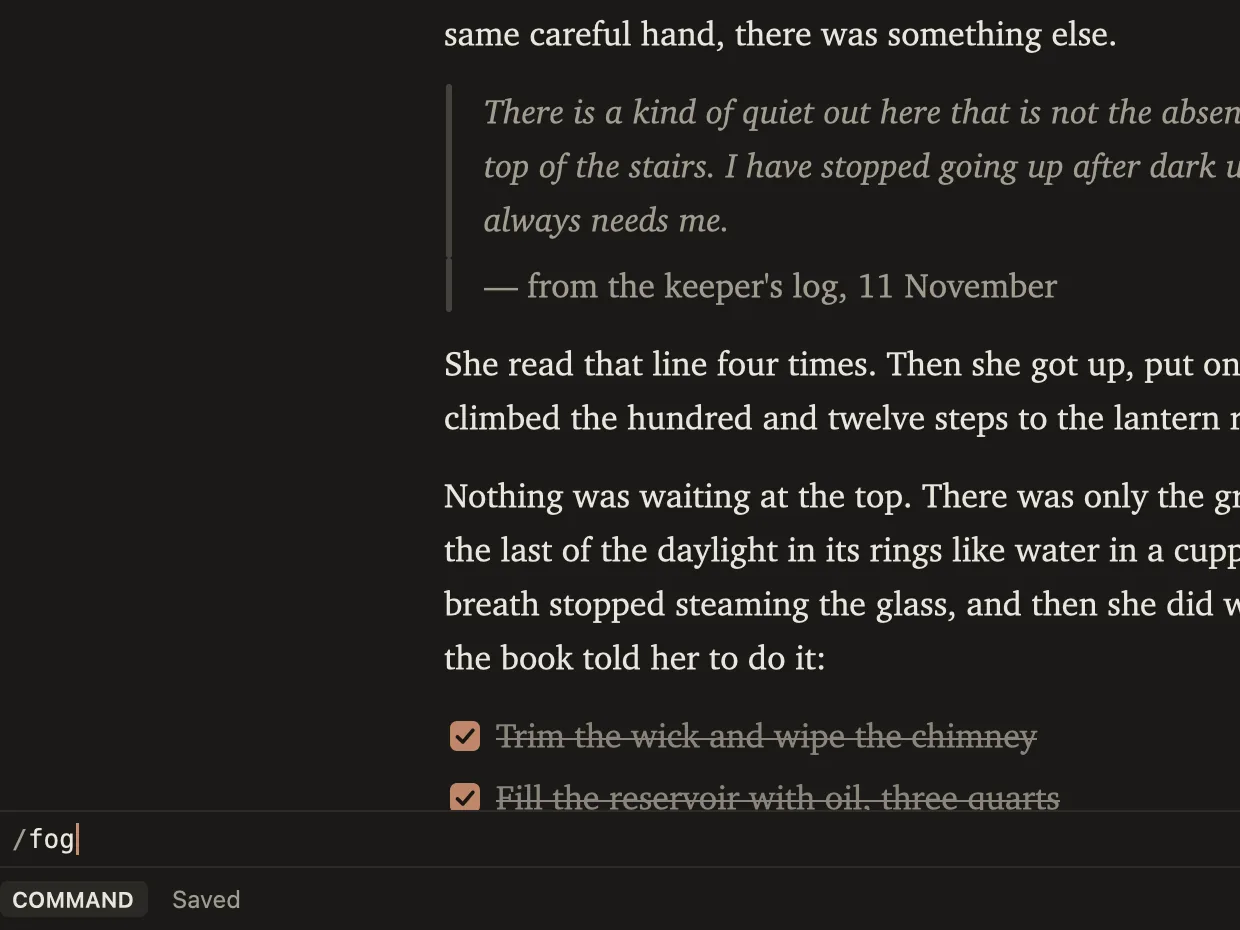 same careful hand, there was something else.
There is a kind of quiet out here that is not the
top of the stairs. I have stopped going up after dark
always needs me.
— from the keeper's log, 11 November
She read that line four times. Then she got up, put on
climbed the hundred and twelve steps to the lantern
Nothing was waiting at the top. There was only the
the last of the daylight in its rings like water in a
breath stopped steaming the glass, and then she did
the book told her to do it:
Trim the wick and wipe the chimney
Fill the reservoir with oil, three quarts
/fog
COMMAND Saved